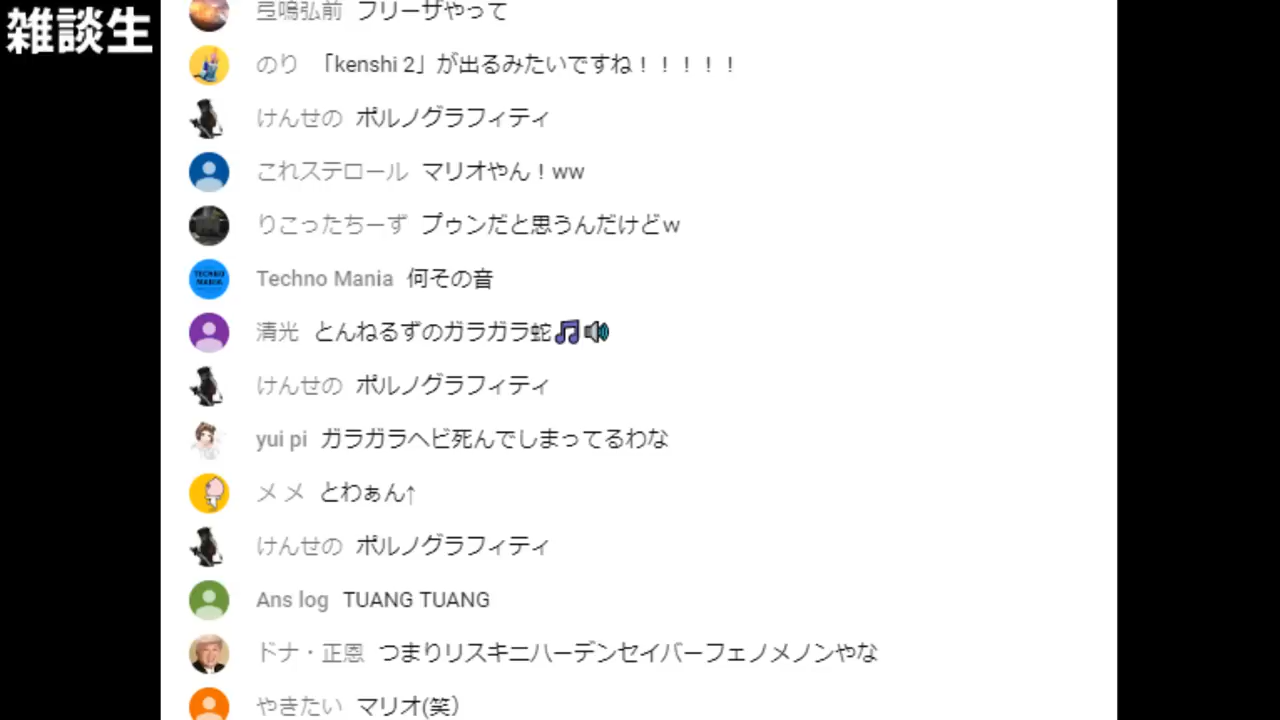 雑談生
弖鳴弘前 フリーザやって
のり 「kenshi 2」が出るみたいですね！！！！！
けんせの ポルノグラフィティ
これステロール マリオやん！ww
りこったちーず プゥンだと思うんだけどw
TECHNO MANIA
Techno Mania 何その音
清光 とんねるずのガラガラ蛇🎵🔊
けんせの ポルノグラフィティ
yui pi ガラガラヘビ死んでしまってるわな
メ メ とわぁん↑
けんせの ポルノグラフィティ
Ans log TUANG TUANG
ドナ・正恩 つまりリスキニハーデンセイバーフェノメノンやな
やきたい マリオ(笑）